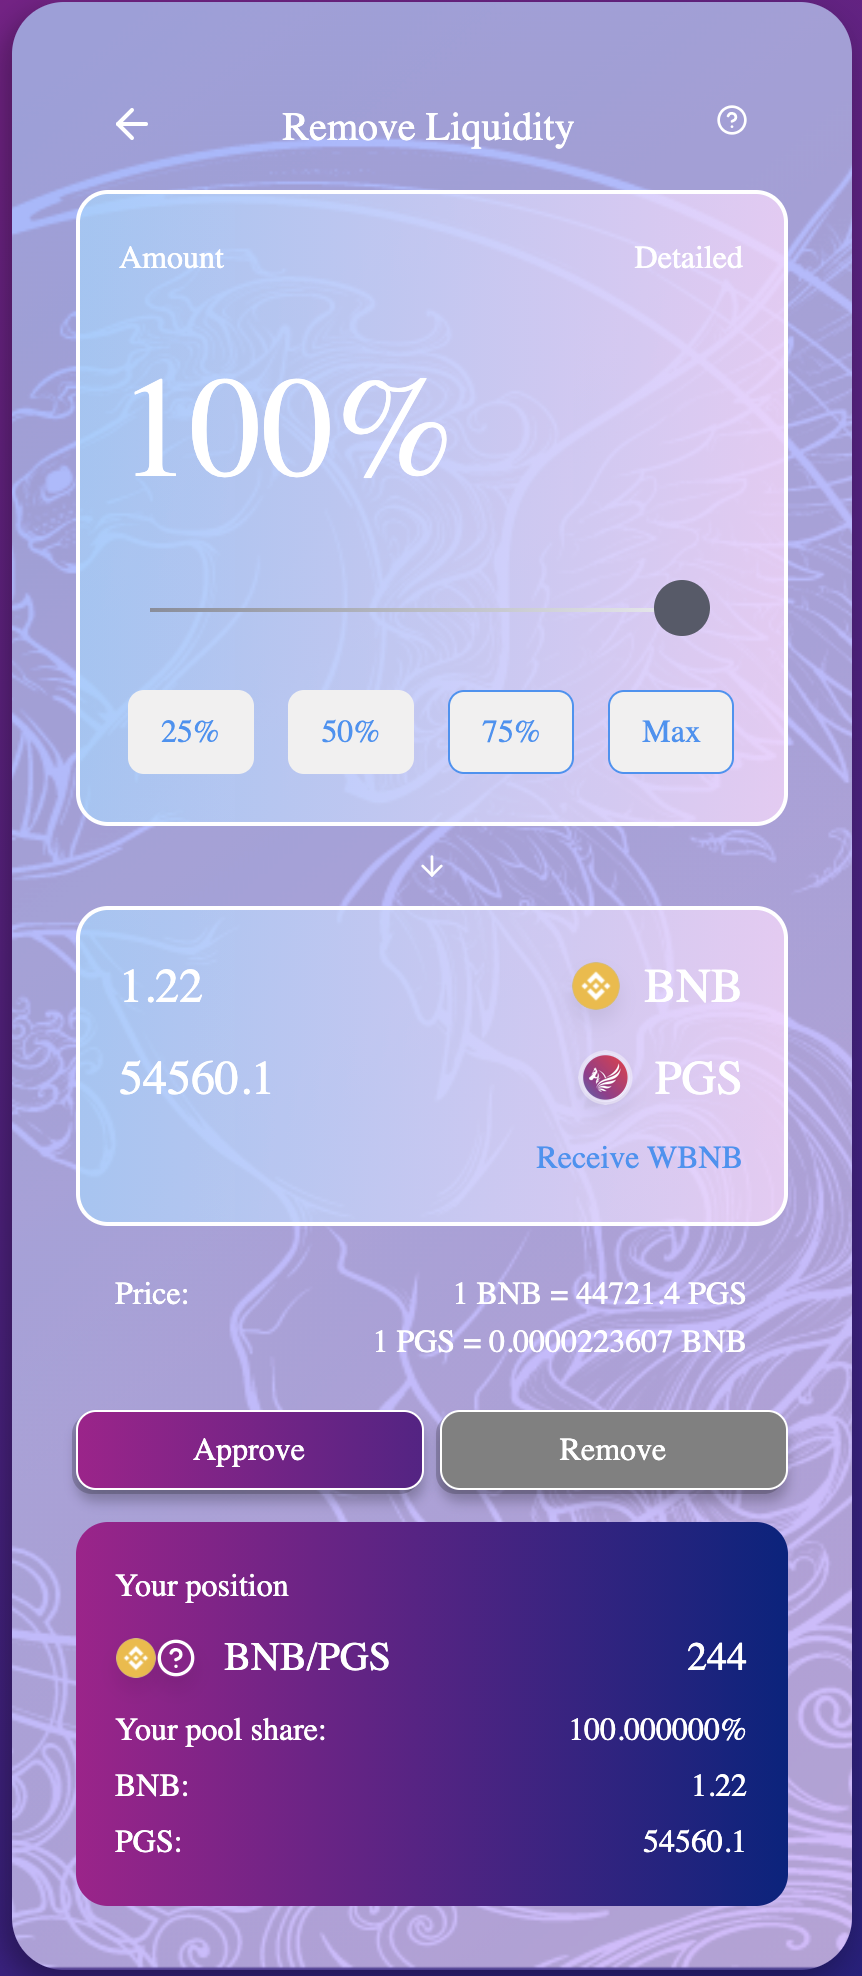 Remove Liquidity
Amount Detailed
100%
25% 50% 75% Max
1.22 BNB
54560.1 PGS
Receive WBNB
Price: 1 BNB = 44721.4 PGS
1 PGS = 0.0000223607 BNB
Approve Remove
Your position
BNB/PGS 244
Your pool share: 100.000000%
BNB: 1.22
PGS: 54560.1